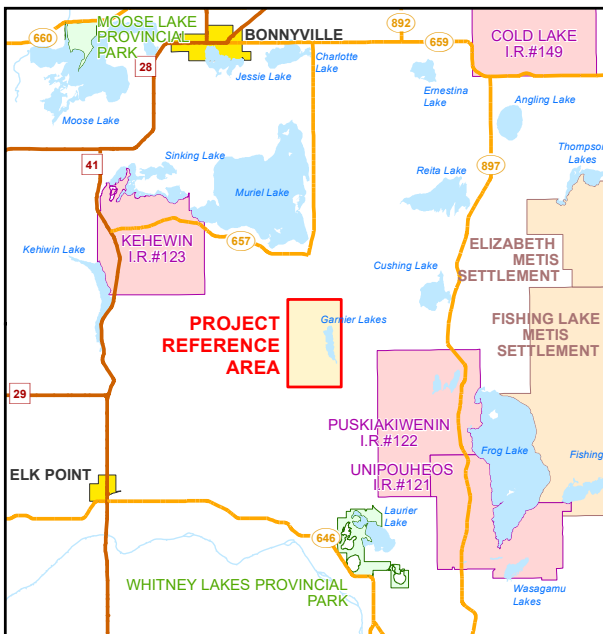 MOOSE LAKE
PROVINCIAL
PARK
660
BONNYVILLE
892
659
COLD LAKE
I.R.#149
28
Jessie Lake
Charlotte
Lake
Ernestina
Lake
Angling Lake
Moose Lake
41
Sinking Lake
Muriel Lake
Reita Lake
897
Thompson
Lakes
KEHEWIN
I.R.#123
657
Kehiwin Lake
Cushing Lake
ELIZABETH
METIS
SETTLEMENT
PROJECT
REFERENCE
AREA
Garnier Lakes
FISHING LAKE
METIS
SETTLEMENT
29
PUSKIAKIWENIN
I.R.#122
Frog Lake
UNIPOUHEOS
I.R.#121
Fishing
ELK POINT
Laurier
Lake
646
WHITNEY LAKES PROVINCIAL
PARK
Wasagamu
Lakes